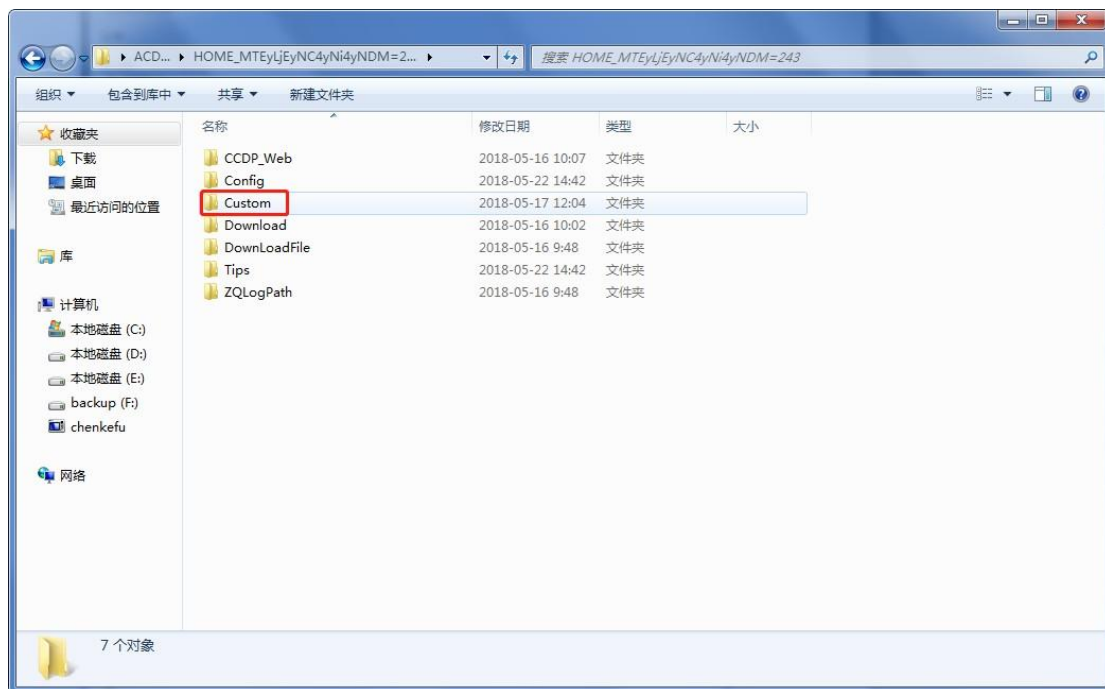 ACD... HOME_MTEyLjEyNC4yNi4yNDM=2... 搜索 HOME_MTEyLjEyNC4yNi4yNDM=243
组织 包含到库中 共享 新建文件夹
收藏夹
下载
桌面
最近访问的位置
库
计算机
本地磁盘 (C:)
本地磁盘 (D:)
本地磁盘 (E:)
backup (F:)
chenkefu
网络
名称 修改日期 类型 大小
CCDP_Web 2018-05-16 10:07 文件夹
Config 2018-05-22 14:42 文件夹
Custom 2018-05-17 12:04 文件夹
Download 2018-05-16 10:02 文件夹
DownLoadFile 2018-05-16 9:48 文件夹
Tips 2018-05-22 14:42 文件夹
ZQLogPath 2018-05-16 9:48 文件夹
7 个对象